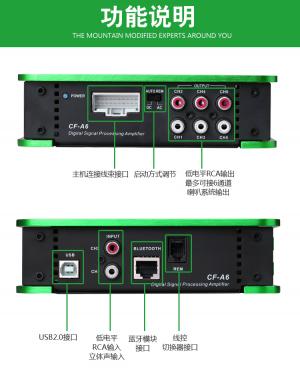 功能说明
THE MOUNTAIN MODIFIED EXPERTS AROUND YOU
POWER
AUTO REM
DC AC
OUTPUT
CH2 CH4 CH6
CH1 CH3 CH5
CF-A6
Digital Signal Processing Amplifier
主机连接线束接口
启动方式调节
低电平RCA输出
最多可接6通道
喇叭系统输出
USB
INPUT
CH2
CH1
BLUETOOTH
REM
CF-A6
Digital Signal Processing Amplifier
USB2.0接口
低电平
RCA输入
立体声输入
蓝牙模块
接口
线控
切换器接口